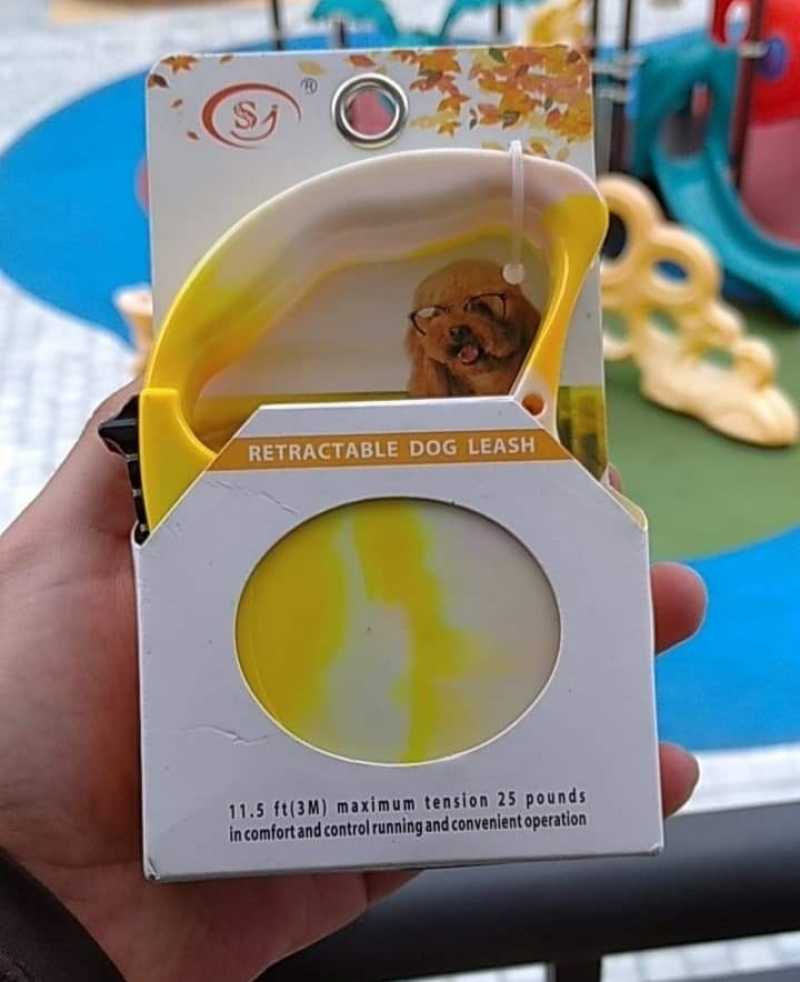 SSJ ®
RETRACTABLE DOG LEASH
11.5 ft(3M) maximum tension 25 pounds
in comfort and control running and convenient operation